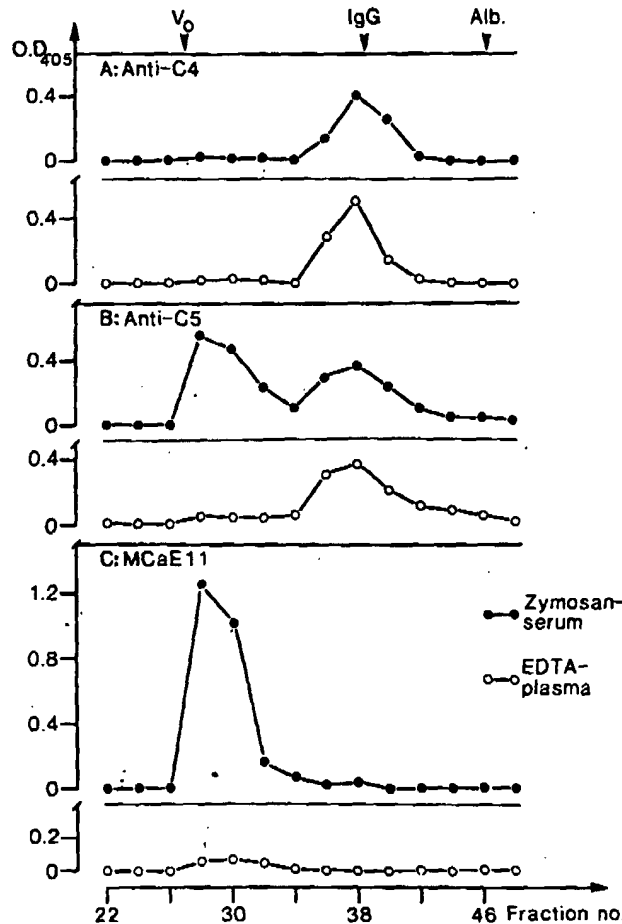 V₀ IgG Alb.
O.D.405
A: Anti-C4
0.4
0
0.4
0
B: Anti-C5
0.4
0
0.4
0
C: MCaE11
1.2
0.8
0.4
0
Zymosan-
serum
EDTA-
plasma
0.2
0
22 30 38 46 Fraction no